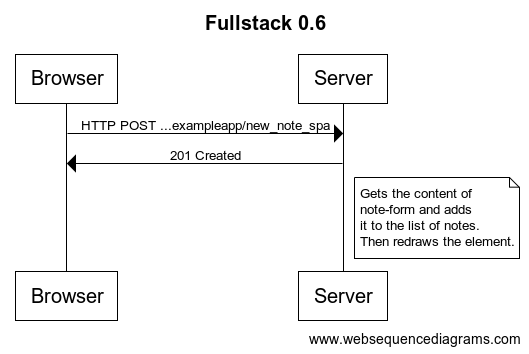 Fullstack 0.6
Browser
Server
HTTP POST ...exampleapp/new_note_spa
201 Created
Gets the content of
note-form and adds
it to the list of notes.
Then redraws the element.
Browser
Server
www.websequencediagrams.com